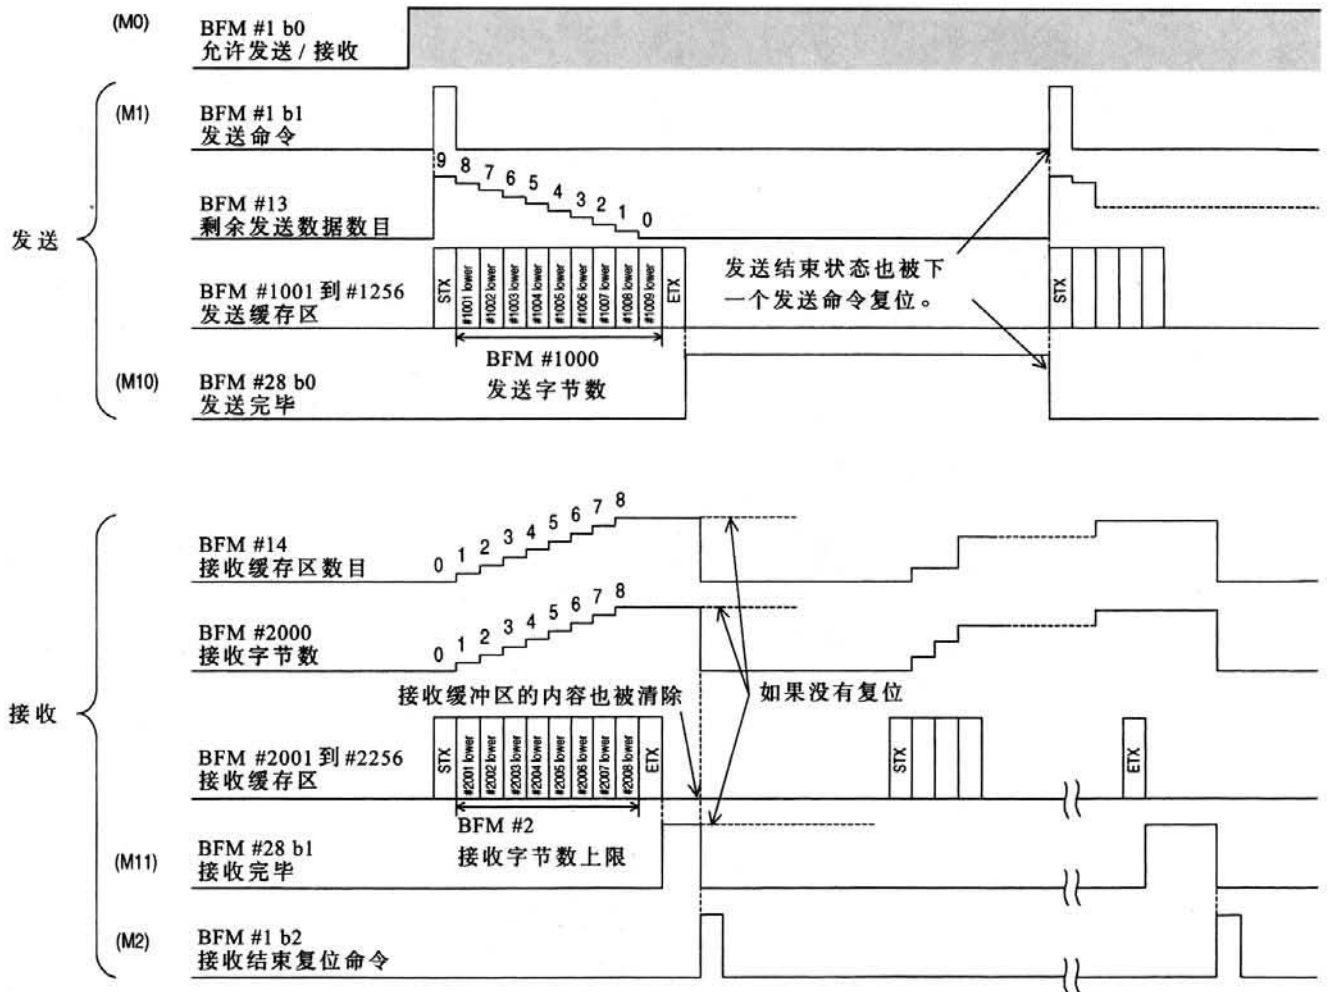 (M0)
BFM #1 b0
允许发送 / 接收
发送
(M1)
BFM #1 b1
发送命令
9 8 7 6 5 4 3 2 1 0
BFM #13
剩余发送数据数目
BFM #1001 到 #1256
发送缓存区
STX
#1001 lower
#1002 lower
#1003 lower
#1004 lower
#1005 lower
#1006 lower
#1007 lower
#1008 lower
#1009 lower
ETX
BFM #1000
发送字节数
发送结束状态也被下
一个发送命令复位。
STX
(M10)
BFM #28 b0
发送完毕
接收
BFM #14
接收缓存区数目
0 1 2 3 4 5 6 7 8
BFM #2000
接收字节数
0 1 2 3 4 5 6 7 8
接收缓冲区的内容也被清除
如果没有复位
BFM #2001 到 #2256
接收缓存区
STX
#2001 lower
#2002 lower
#2003 lower
#2004 lower
#2005 lower
#2006 lower
#2007 lower
#2008 lower
ETX
STX
ETX
BFM #2
接收字节数上限
(M11)
BFM #28 b1
接收完毕
(M2)
BFM #1 b2
接收结束复位命令